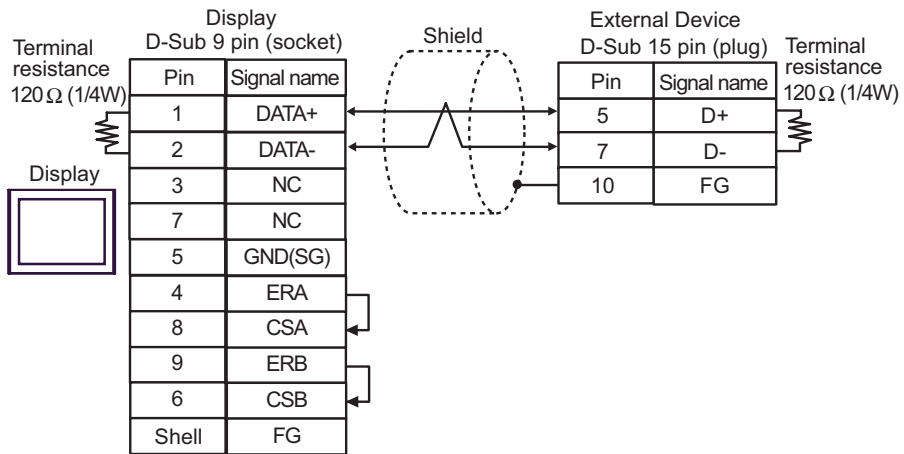 Display
D-Sub 9 pin (socket)
Shield
External Device
D-Sub 15 pin (plug)
Terminal
resistance
120Ω (1/4W)
Terminal
resistance
120Ω (1/4W)
Pin Signal name
1 DATA+
2 DATA-
3 NC
7 NC
5 GND(SG)
4 ERA
8 CSA
9 ERB
6 CSB
Shell FG
Display
Pin Signal name
5 D+
7 D-
10 FG